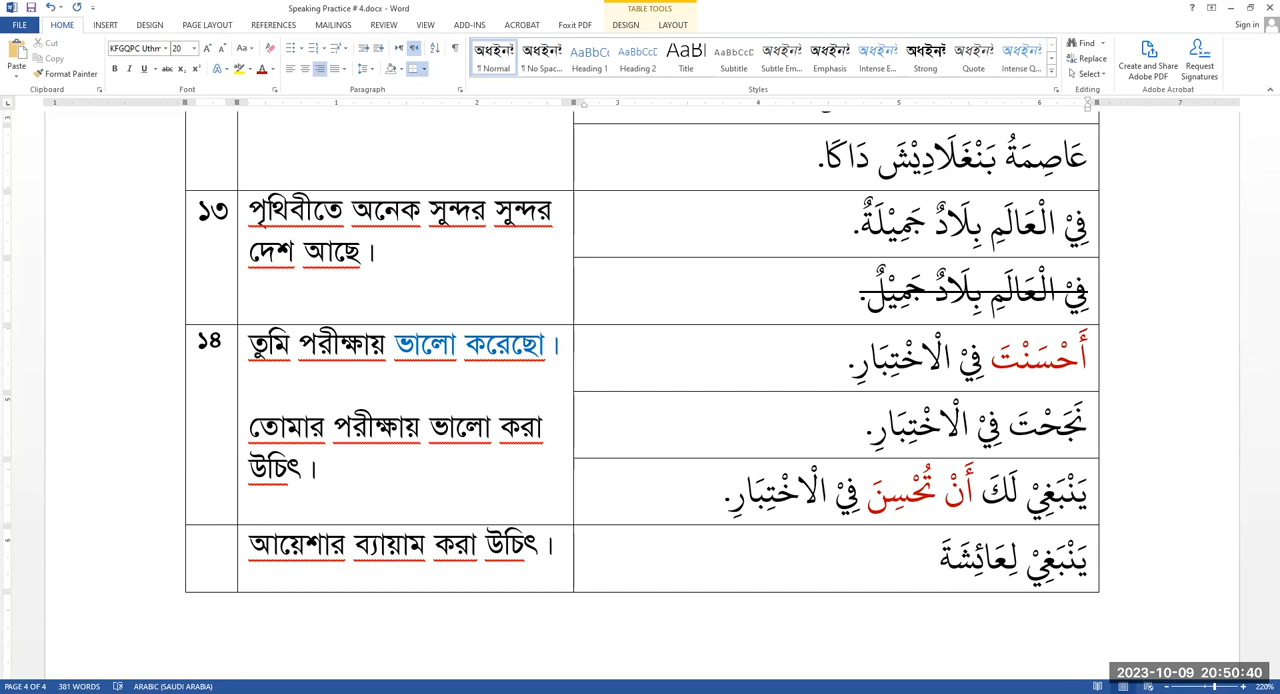 Speaking Practice # 4.docx - Word
TABLE TOOLS
FILE HOME INSERT DESIGN PAGE LAYOUT REFERENCES MAILINGS REVIEW VIEW ADD-INS ACROBAT Foxit PDF DESIGN LAYOUT Sign in
Paste
Cut
Copy
Format Painter
Clipboard
KFGQPC Uthm 20
Font
Paragraph
¶ Normal
¶ No Spac...
Heading 1
Heading 2
Title
Subtitle
Subtle Em...
Emphasis
Intense E...
Strong
Quote
Intense Q...
Styles
Find
Replace
Select
Editing
Create and Share Adobe PDF
Request Signatures
Adobe Acrobat
عَاصِمَةُ بَنْغَلَادِيْشَ دَاكَا.
১৩
পৃথিবীতে অনেক সুন্দর সুন্দর
দেশ আছে।
فِيْ الْعَالَمِ بِلَادٌ جَمِيْلَةٌ.
فِيْ الْعَالَمِ بِلَادٌ جَمِيْلٌ.
১৪
তুমি পরীক্ষায় ভালো করেছো।
তোমার পরীক্ষায় ভালো করা
উচিৎ।
أَحْسَنْتَ فِيْ الْاخْتِبَارِ.
نَجَحْتَ فِيْ الْاخْتِبَارِ.
يَنْبَغِيْ لَكَ أَنْ تُحْسِنَ فِيْ الْاخْتِبَارِ.
আয়েশার ব্যায়াম করা উচিৎ।
يَنْبَغِيْ لِعَائِشَةَ
2023-10-09 20:50:40
PAGE 4 OF 4 381 WORDS ARABIC (SAUDI ARABIA) 220%